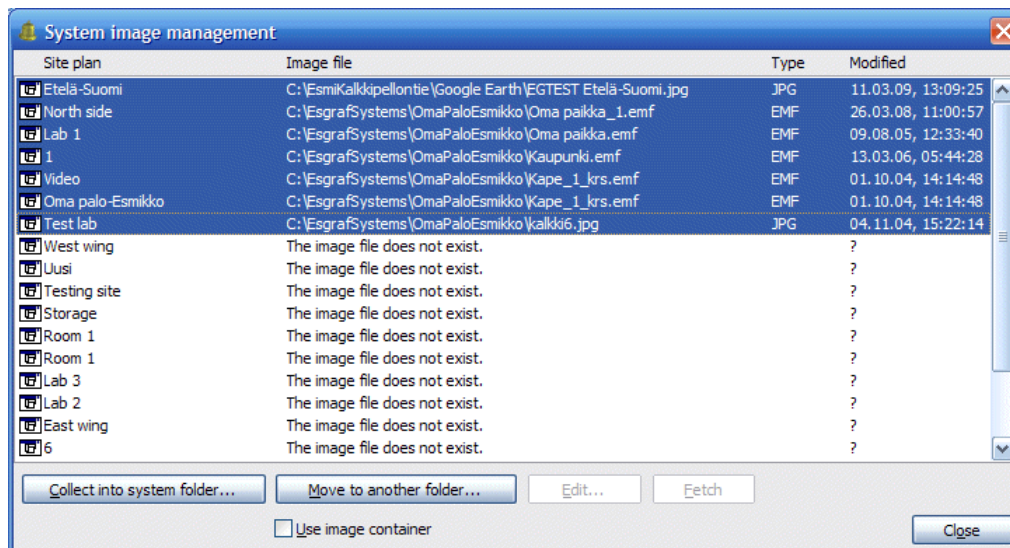 System image management
Site plan Image file Type Modified
Etelä-Suomi C:\EsmiKalkkipellontie\Google Earth\EGTEST Etelä-Suomi.jpg JPG 11.03.09, 13:09:25
North side C:\EsgrafSystems\OmaPaloEsmikko\Oma paikka_1.emf EMF 26.03.08, 11:00:57
Lab 1 C:\EsgrafSystems\OmaPaloEsmikko\Oma paikka.emf EMF 09.08.05, 12:33:40
1 C:\EsgrafSystems\OmaPaloEsmikko\Kaupunki.emf EMF 13.03.06, 05:44:28
Video C:\EsgrafSystems\OmaPaloEsmikko\Kape_1_krs.emf EMF 01.10.04, 14:14:48
Oma palo-Esmikko C:\EsgrafSystems\OmaPaloEsmikko\Kape_1_krs.emf EMF 01.10.04, 14:14:48
Test lab C:\EsgrafSystems\OmaPaloEsmikko\kalkki6.jpg JPG 04.11.04, 15:22:14
West wing The image file does not exist. ?
Uusi The image file does not exist. ?
Testing site The image file does not exist. ?
Storage The image file does not exist. ?
Room 1 The image file does not exist. ?
Room 1 The image file does not exist. ?
Lab 3 The image file does not exist. ?
Lab 2 The image file does not exist. ?
East wing The image file does not exist. ?
6 The image file does not exist. ?
Collect into system folder... Move to another folder... Edit... Fetch
Use image container Close